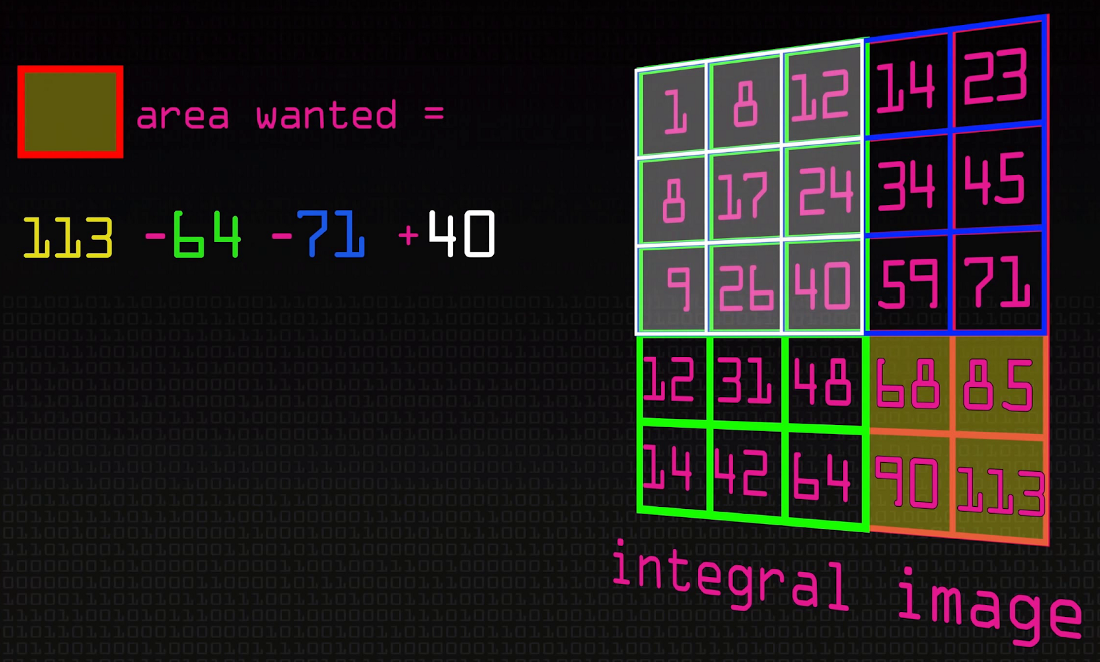 area wanted =
113 -64 -71 +40
1 8 12 14 23
8 17 24 34 45
9 26 40 59 71
12 31 48 68 85
14 42 64 90 113
integral image